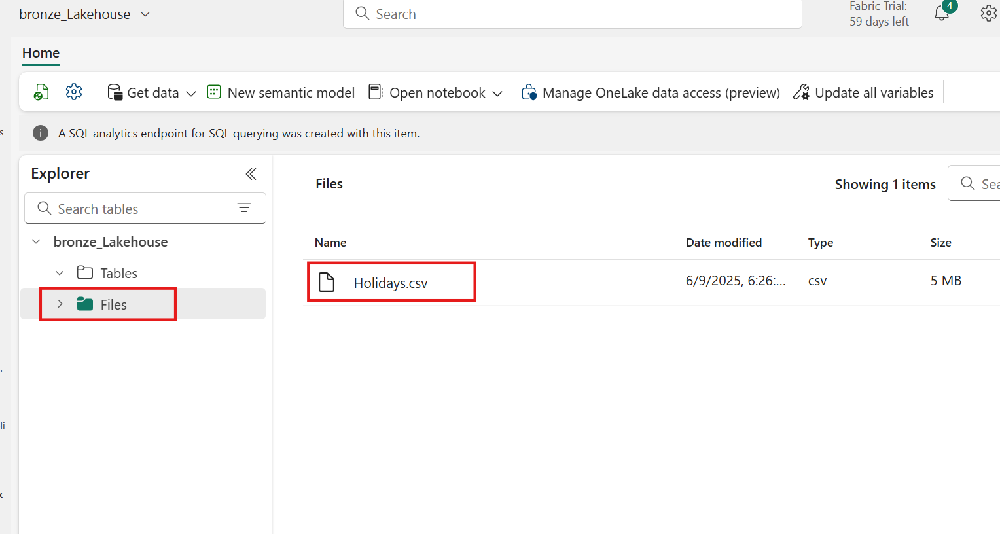 bronze_Lakehouse
Search
Fabric Trial:
59 days left
4
Home
Get data
New semantic model
Open notebook
Manage OneLake data access (preview)
Update all variables
A SQL analytics endpoint for SQL querying was created with this item.
Explorer
Search tables
bronze_Lakehouse
Tables
Files
Files
Showing 1 items
Sea
Name Date modified Type Size
Holidays.csv 6/9/2025, 6:26:... csv 5 MB
s
.
li